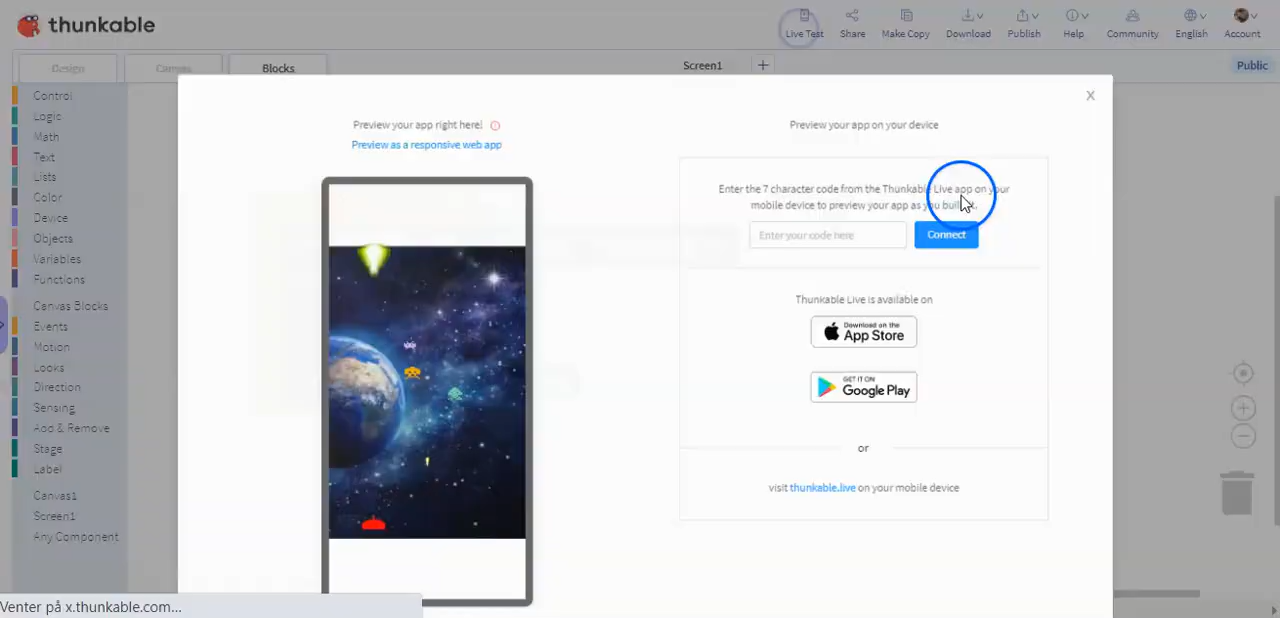 thunkable
Live Test
Share
Make Copy
Download
Publish
Help
Community
English
Account
Design
Canvas
Blocks
Screen1
+
Public
Control
Logic
Math
Text
Lists
Color
Device
Objects
Variables
Functions
Canvas Blocks
Events
Motion
Looks
Direction
Sensing
Add & Remove
Stage
Label
Canvas1
Screen1
Any Component
X
Preview your app right here!
Preview as a responsive web app
Preview your app on your device
Enter the 7 character code from the Thunkable Live app on your
mobile device to preview your app as you build it.
Enter your code here
Connect
Thunkable Live is available on
Download on the
App Store
GET IT ON
Google Play
or
visit thunkable.live on your mobile device
Venter på x.thunkable.com...